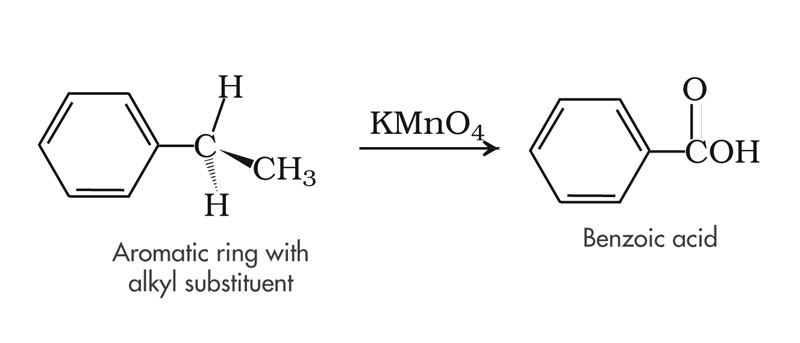 H
C
CH₃
H
Aromatic ring with
alkyl substituent
KMnO₄
O
COH
Benzoic acid